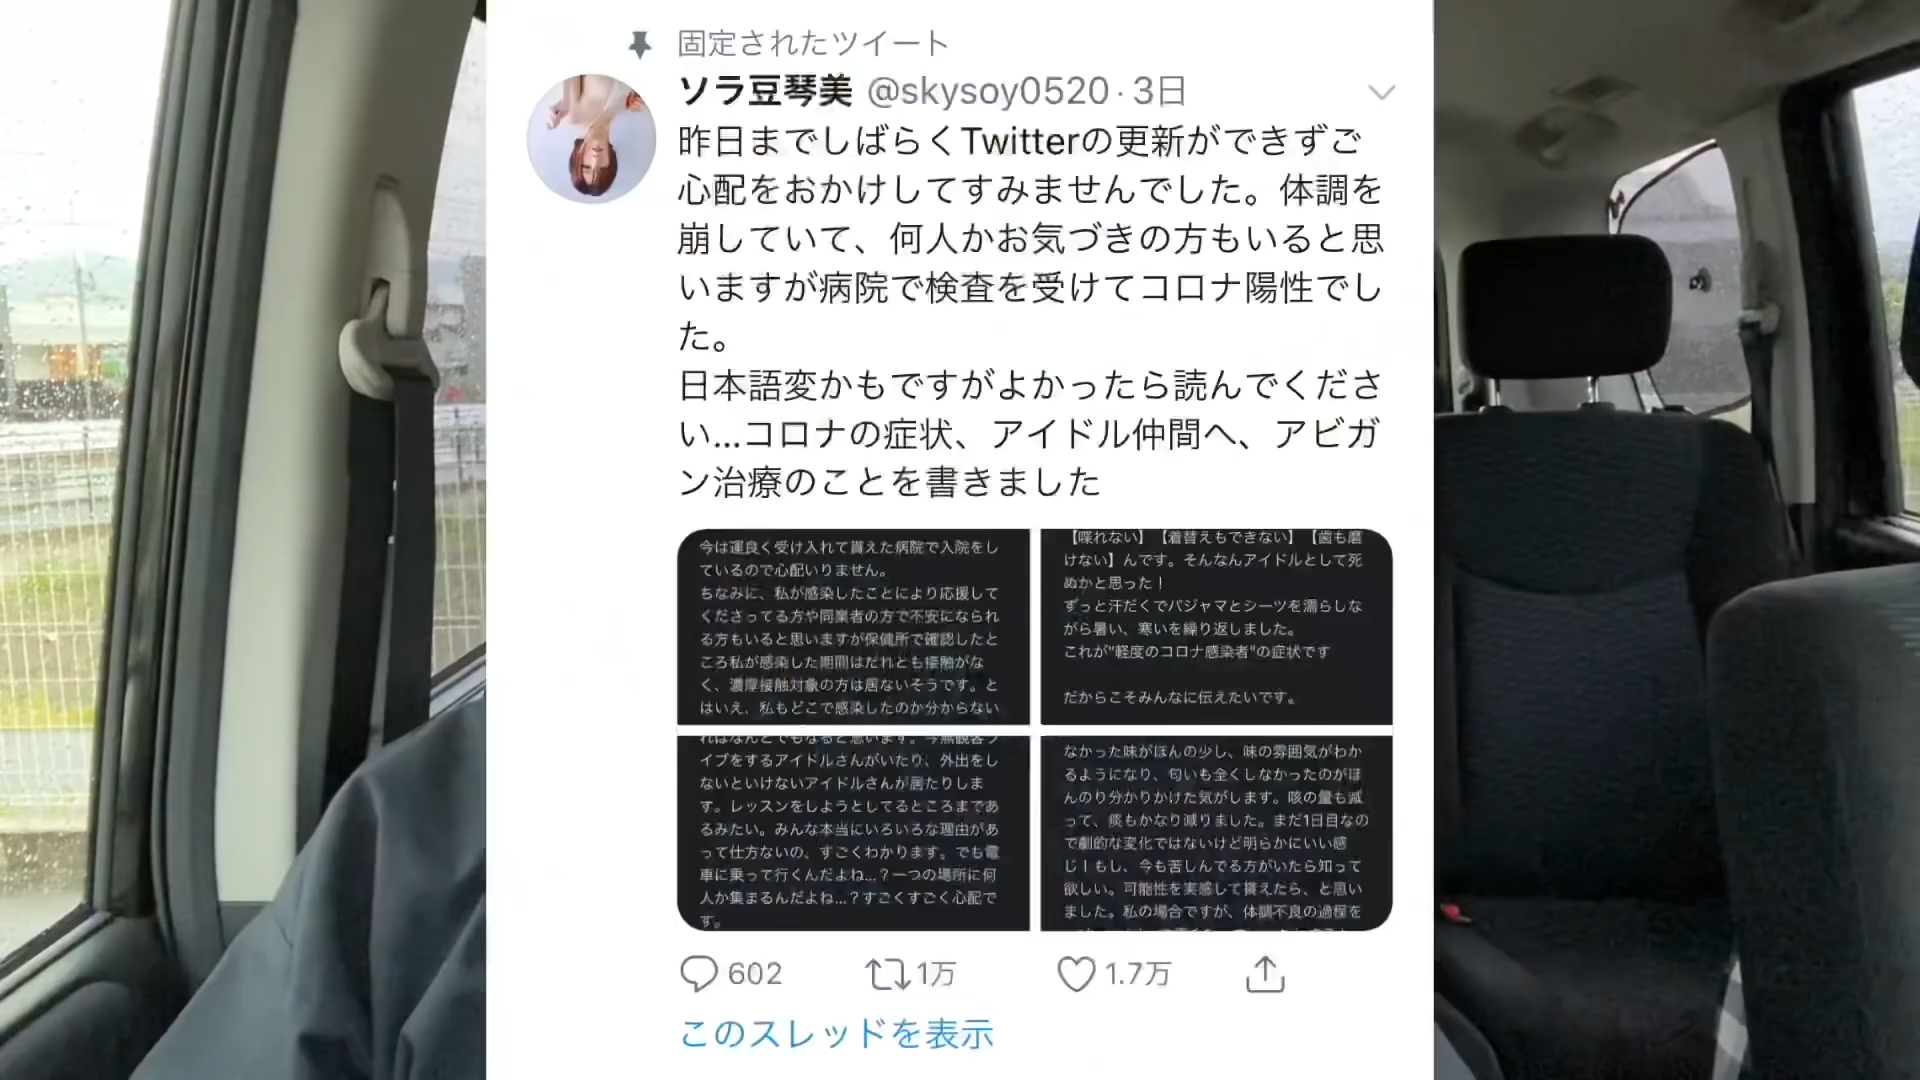 固定されたツイート
ソラ豆琴美 @skysoy0520 · 3日
昨日までしばらくTwitterの更新ができずご
心配をおかけしてすみませんでした。体調を
崩していて、何人かお気づきの方もいると思
いますが病院で検査を受けてコロナ陽性でし
た。
日本語変かもですがよかったら読んでくださ
い...コロナの症状、アイドル仲間へ、アビガ
ン治療のことを書きました
今は運良く受け入れて貰えた病院で入院をし
ているので心配いりません。
ちなみに、私が感染したことにより応援して
くださってる方や同業者の方で不安になられ
る方もいると思いますが保健所で確認したと
ころ私が感染した期間はだれとも接触がな
く、濃厚接触対象の方は居ないそうです。と
はいえ、私もどこで感染したのか分からない
【喋れない】【着替えもできない】【歯も磨
けない】んです。そんなんアイドルとして死
ぬかと思った！
ずっと汗だくでパジャマとシーツを濡らしな
がら暑い、寒いを繰り返しました。
これが"軽度のコロナ感染者"の症状です
だからこそみんなに伝えたいです。
ればなんとでもなると思います。今無観客ラ
イブをするアイドルさんがいたり、外出をし
ないといけないアイドルさんが居たりしま
す。レッスンをしようとしてるところまであ
るみたい。みんな本当にいろいろな理由があ
って仕方ないの、すごくわかります。でも電
車に乗って行くんだよね...？一つの場所に何
人か集まるんだよね...？すごくすごく心配で
す。
なかった味がほんの少し、味の雰囲気がわか
るようになり、匂いも全くしなかったのがほ
んのり分かりかけた気がします。咳の量も減
って、痰もかなり減りました。まだ1日目なの
で劇的な変化ではないけど明らかにいい感
じ！もし、今も苦しんでる方がいたら知って
欲しい。可能性を実感して貰えたら、と思い
ました。私の場合ですが、体調不良の過程を
602
1万
1.7万
このスレッドを表示